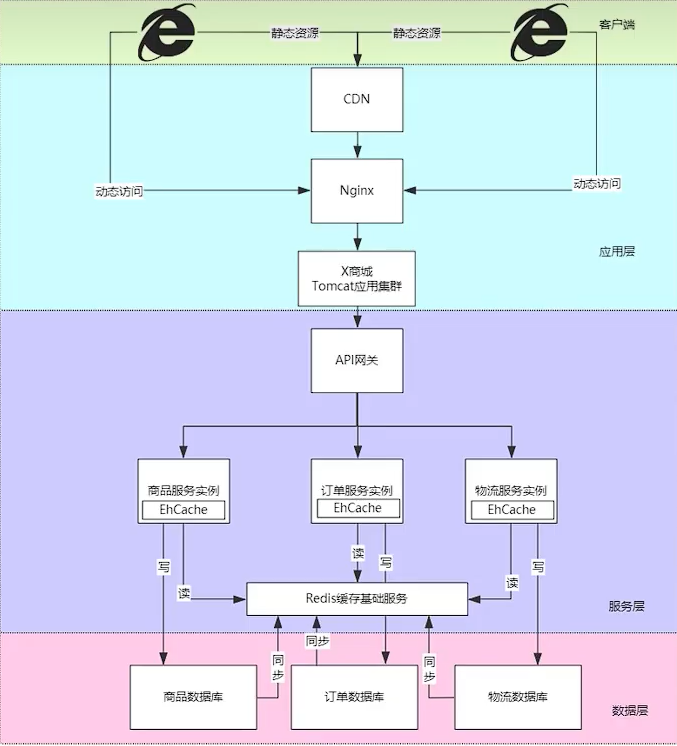 静态资源
静态资源
客户端
CDN
动态访问
Nginx
动态访问
应用层
X商城
Tomcat应用集群
API网关
商品服务实例
EhCache
订单服务实例
EhCache
物流服务实例
EhCache
写
读
读
写
读
写
Redis缓存基础服务
服务层
同步
同步
同步
商品数据库
订单数据库
物流数据库
数据层